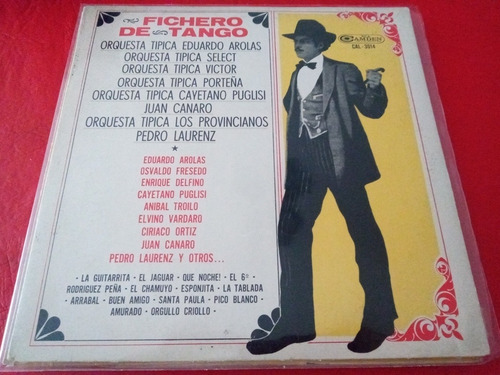 FICHERO
DE TANGO
CAMDEN
CAL-3014
ORQUESTA TIPICA EDUARDO AROLAS
ORQUESTA TIPICA SELECT
ORQUESTA TIPICA VICTOR
ORQUESTA TIPICA PORTEÑA
ORQUESTA TIPICA CAYETANO PUGLISI
JUAN CANARO
ORQUESTA TIPICA LOS PROVINCIANOS
PEDRO LAURENZ
EDUARDO AROLAS
OSVALDO FRESEDO
ENRIQUE DELFINO
CAYETANO PUGLISI
ANIBAL TROILO
ELVINO VARDARO
CIRIACO ORTIZ
JUAN CANARO
PEDRO LAURENZ Y OTROS...
- LA GUITARRITA - EL JAGUAR - QUE NOCHE! - EL 6º -
RODRIGUEZ PEÑA - EL CHAMUYO - ESPONJITA - LA TABLADA
- ARRABAL - BUEN AMIGO - SANTA PAULA - PICO BLANCO -
AMURADO - ORGULLO CRIOLLO -